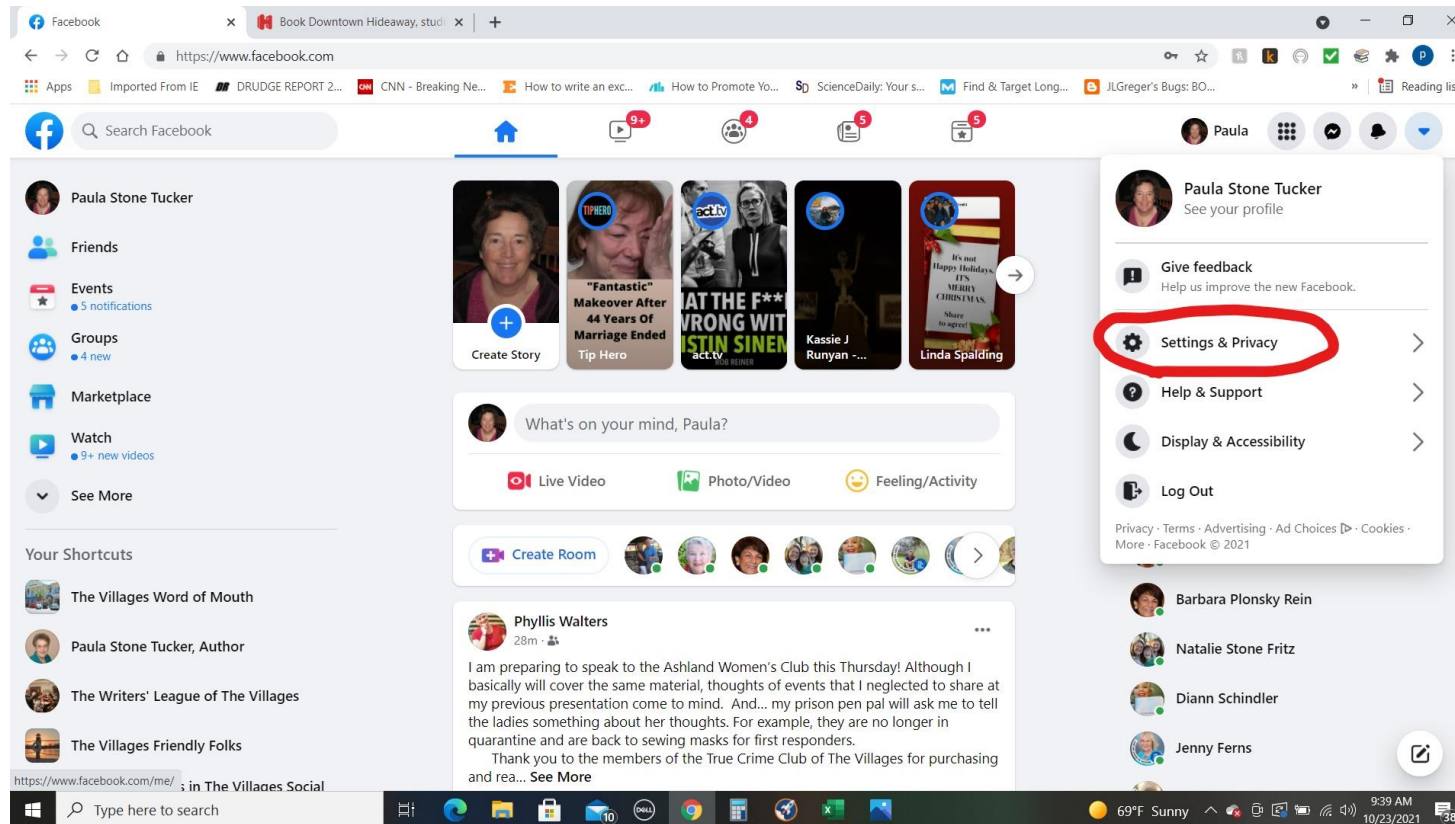 Facebook
Book Downtown Hideaway, studi
https://www.facebook.com
Apps
Imported From IE
DRUDGE REPORT 2...
CNN - Breaking Ne...
How to write an exc...
How to Promote Yo...
ScienceDaily: Your s...
Find & Target Long...
JLGreger's Bugs: BO...
»
Reading lis
Search Facebook
9+
4
5
5
Paula
Paula Stone Tucker
Friends
Events
5 notifications
Groups
4 new
Marketplace
Watch
9+ new videos
See More
Your Shortcuts
The Villages Word of Mouth
Paula Stone Tucker, Author
The Writers' League of The Villages
The Villages Friendly Folks
s in The Villages Social
https://www.facebook.com/me/
Create Story
TIPHERO
"Fantastic"
Makeover After
44 Years Of
Marriage Ended
Tip Hero
act.tv
AT THE F**
WRONG WIT
STIN SINEM
ROB REINER
act.tv
Kassie J
Runyan -...
It's not
Happy Holidays.
IT'S
MERRY
CHRISTMAS.
Share
to agree!
Linda Spalding
What's on your mind, Paula?
Live Video
Photo/Video
Feeling/Activity
Create Room
Phyllis Walters
28m ·
I am preparing to speak to the Ashland Women's Club this Thursday! Although I
basically will cover the same material, thoughts of events that I neglected to share at
my previous presentation come to mind. And... my prison pen pal will ask me to tell
the ladies something about her thoughts. For example, they are no longer in
quarantine and are back to sewing masks for first responders.
Thank you to the members of the True Crime Club of The Villages for purchasing
and rea... See More
Paula Stone Tucker
See your profile
Give feedback
Help us improve the new Facebook.
Settings & Privacy
Help & Support
Display & Accessibility
Log Out
Privacy · Terms · Advertising · Ad Choices · Cookies ·
More · Facebook © 2021
Barbara Plonsky Rein
Natalie Stone Fritz
Diann Schindler
Jenny Ferns
Type here to search
10
DELL
69°F Sunny
9:39 AM
10/23/2021